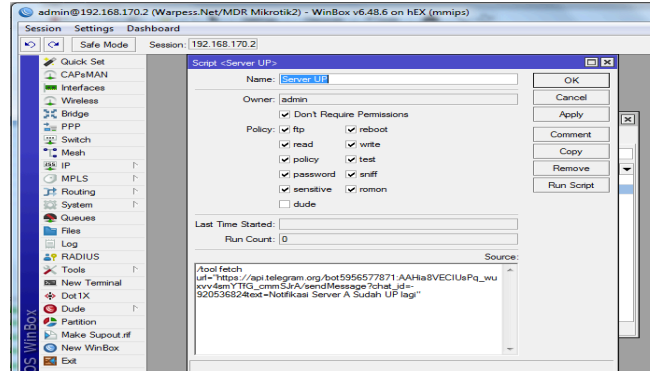 admin@192.168.170.2 (Warpess.Net/MDR Mikrotik2) - WinBox v6.48.6 on hEX (mmips)
Session Settings Dashboard
Safe Mode Session: 192.168.170.2
Quick Set
CAPsMAN
Interfaces
Wireless
Bridge
PPP
Switch
Mesh
IP
MPLS
Routing
System
Queues
Files
Log
RADIUS
Tools
New Terminal
Dot1X
Dude
Partition
Make Supout.rif
New WinBox
Exit
OS WinBox
Script <Server UP>
Name: Server UP
Owner: admin
Don't Require Permissions
Policy: ftp reboot
read write
policy test
password sniff
sensitive romon
dude
Last Time Started:
Run Count: 0
Source:
/tool fetch
url="https://api.telegram.org/bot5956577871:AAHia8VECIUsPq_wu
xvv4smYTfG_cmmSJrA/sendMessage?chat_id=-
920536824text=Notifikasi Server A Sudah UP lagi"
OK
Cancel
Apply
Comment
Copy
Remove
Run Script